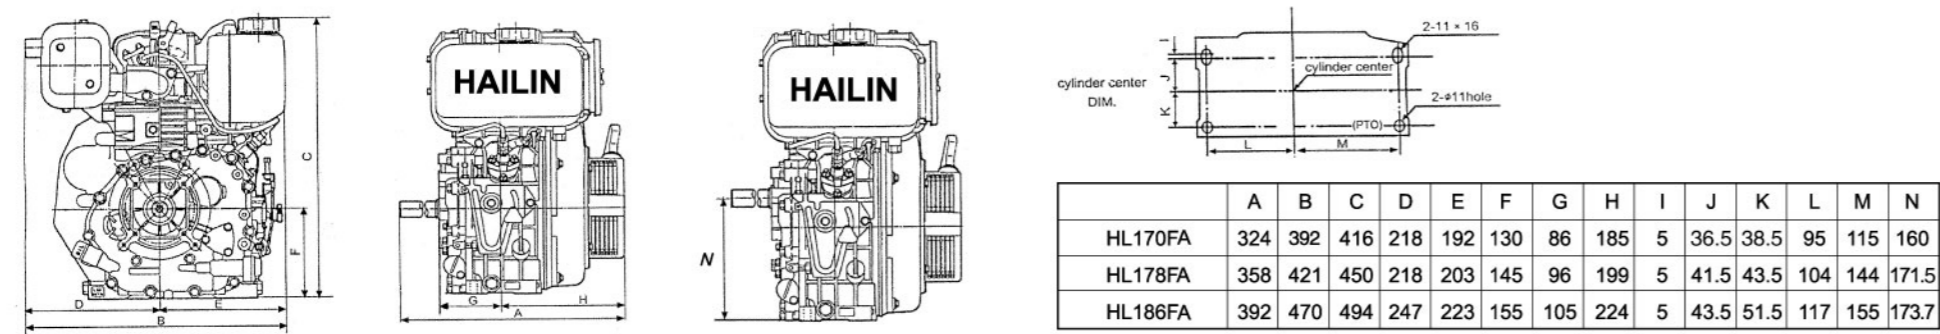 C
F
D
E
B
HAILIN
G
H
A
HAILIN
N
2-11 × 16
I
cylinder center
cylinder center
DIM.
J
K
2-ø11hole
(PTO)
L
M
A B C D E F G H I J K L M N
HL170FA 324 392 416 218 192 130 86 185 5 36.5 38.5 95 115 160
HL178FA 358 421 450 218 203 145 96 199 5 41.5 43.5 104 144 171.5
HL186FA 392 470 494 247 223 155 105 224 5 43.5 51.5 117 155 173.7